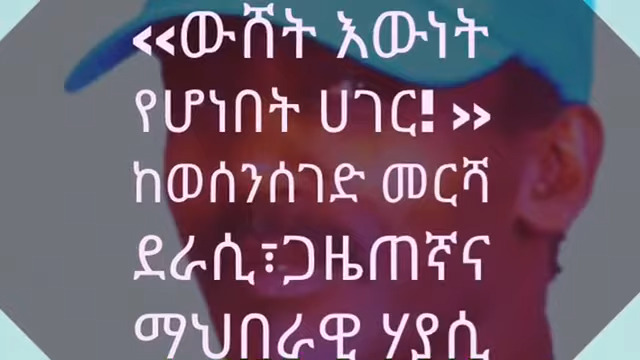 ‹‹ውሸት እውነት
የሆነበት ሀገር! ››
ከወሰንሰገድ መርሻ
ደራሲ፣ጋዜጠኛና
ማህበራዊ ሃያሲ